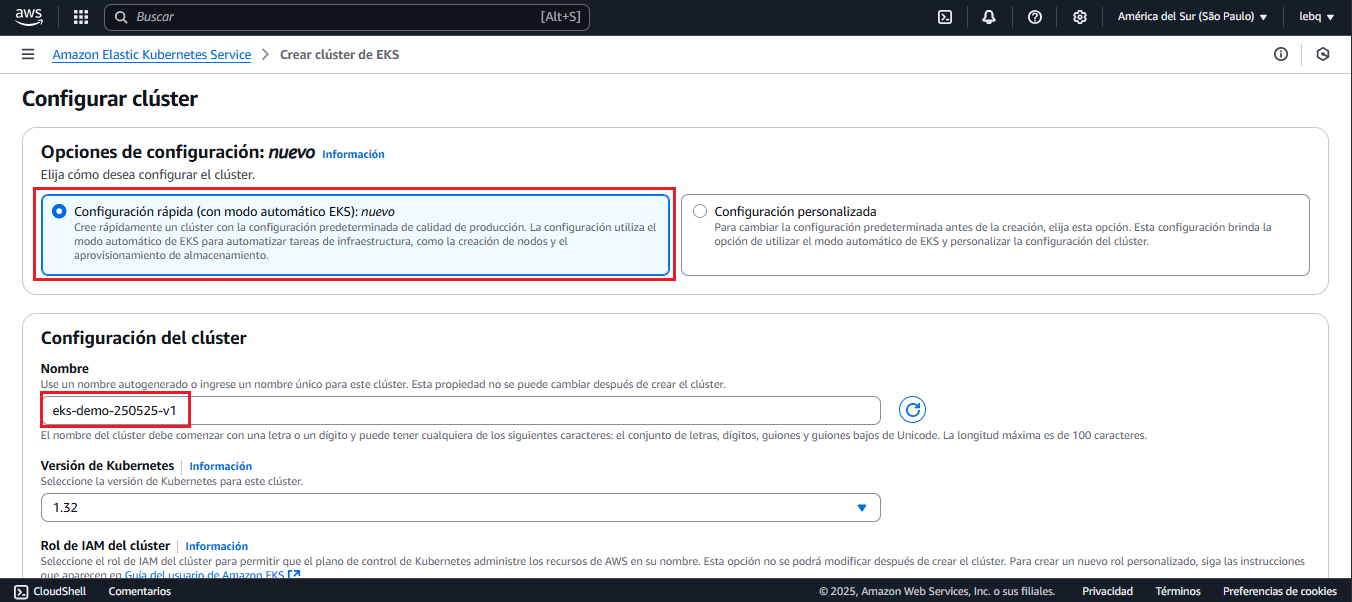 aws
Buscar [Alt+S] América del Sur (São Paulo) lebq
Amazon Elastic Kubernetes Service > Crear clúster de EKS
Configurar clúster
Opciones de configuración: nuevo Información
Elija cómo desea configurar el clúster.
Configuración rápida (con modo automático EKS): nuevo
Cree rápidamente un clúster con la configuración predeterminada de calidad de producción. La configuración utiliza el
modo automático de EKS para automatizar tareas de infraestructura, como la creación de nodos y el
aprovisionamiento de almacenamiento.
Configuración personalizada
Para cambiar la configuración predeterminada antes de la creación, elija esta opción. Esta configuración brinda la
opción de utilizar el modo automático de EKS y personalizar la configuración del clúster.
Configuración del clúster
Nombre
Use un nombre autogenerado o ingrese un nombre único para este clúster. Esta propiedad no se puede cambiar después de crear el clúster.
eks-demo-250525-v1
El nombre del clúster debe comenzar con una letra o un dígito y puede tener cualquiera de los siguientes caracteres: el conjunto de letras, dígitos, guiones y guiones bajos de Unicode. La longitud máxima es de 100 caracteres.
Versión de Kubernetes Información
Seleccione la versión de Kubernetes para este clúster.
1.32
Rol de IAM del clúster Información
Seleccione el rol de IAM del clúster para permitir que el plano de control de Kubernetes administre los recursos de AWS en su nombre. Esta opción no se podrá modificar después de crear el clúster. Para crear un nuevo rol personalizado, siga las instrucciones
que aparecen en Guía del usuario de Amazon EKS
CloudShell Comentarios © 2025, Amazon Web Services, Inc. o sus filiales. Privacidad Términos Preferencias de cookies